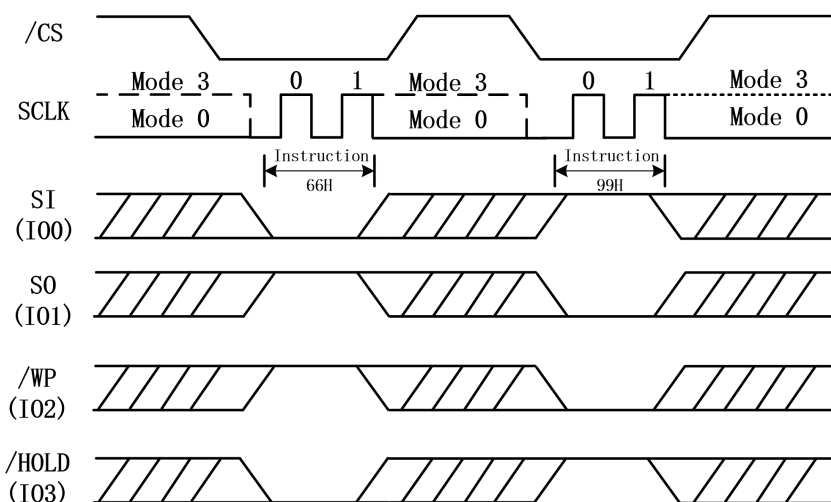 /CS
Mode 3 0 1 Mode 3 0 1 Mode 3
SCLK
Mode 0 Mode 0 Mode 0
Instruction Instruction
66H 99H
SI
(IO0)
SO
(IO1)
/WP
(IO2)
/HOLD
(IO3)